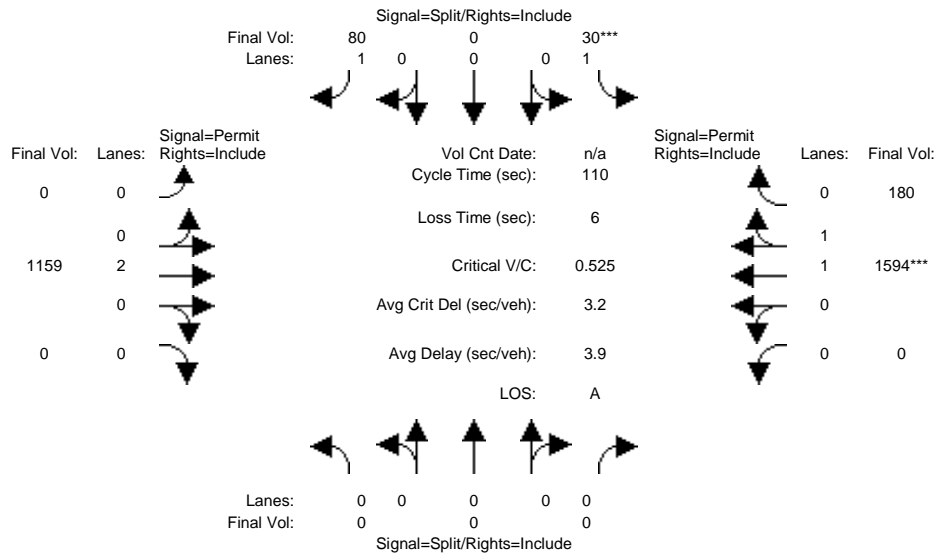 Signal=Split/Rights=Include
Final Vol: 80 0 30***
Lanes: 1 0 0 0 1
Signal=Permit Signal=Permit
Final Vol: Lanes: Rights=Include Vol Cnt Date: n/a Rights=Include Lanes: Final Vol:
Cycle Time (sec): 110
0 0 0 180
Loss Time (sec): 6
0 1
1159 2 Critical V/C: 0.525 1 1594***
0 Avg Crit Del (sec/veh): 3.2 0
0 0 Avg Delay (sec/veh): 3.9 0 0
LOS: A
Lanes: 0 0 0 0 0
Final Vol: 0 0 0
Signal=Split/Rights=Include